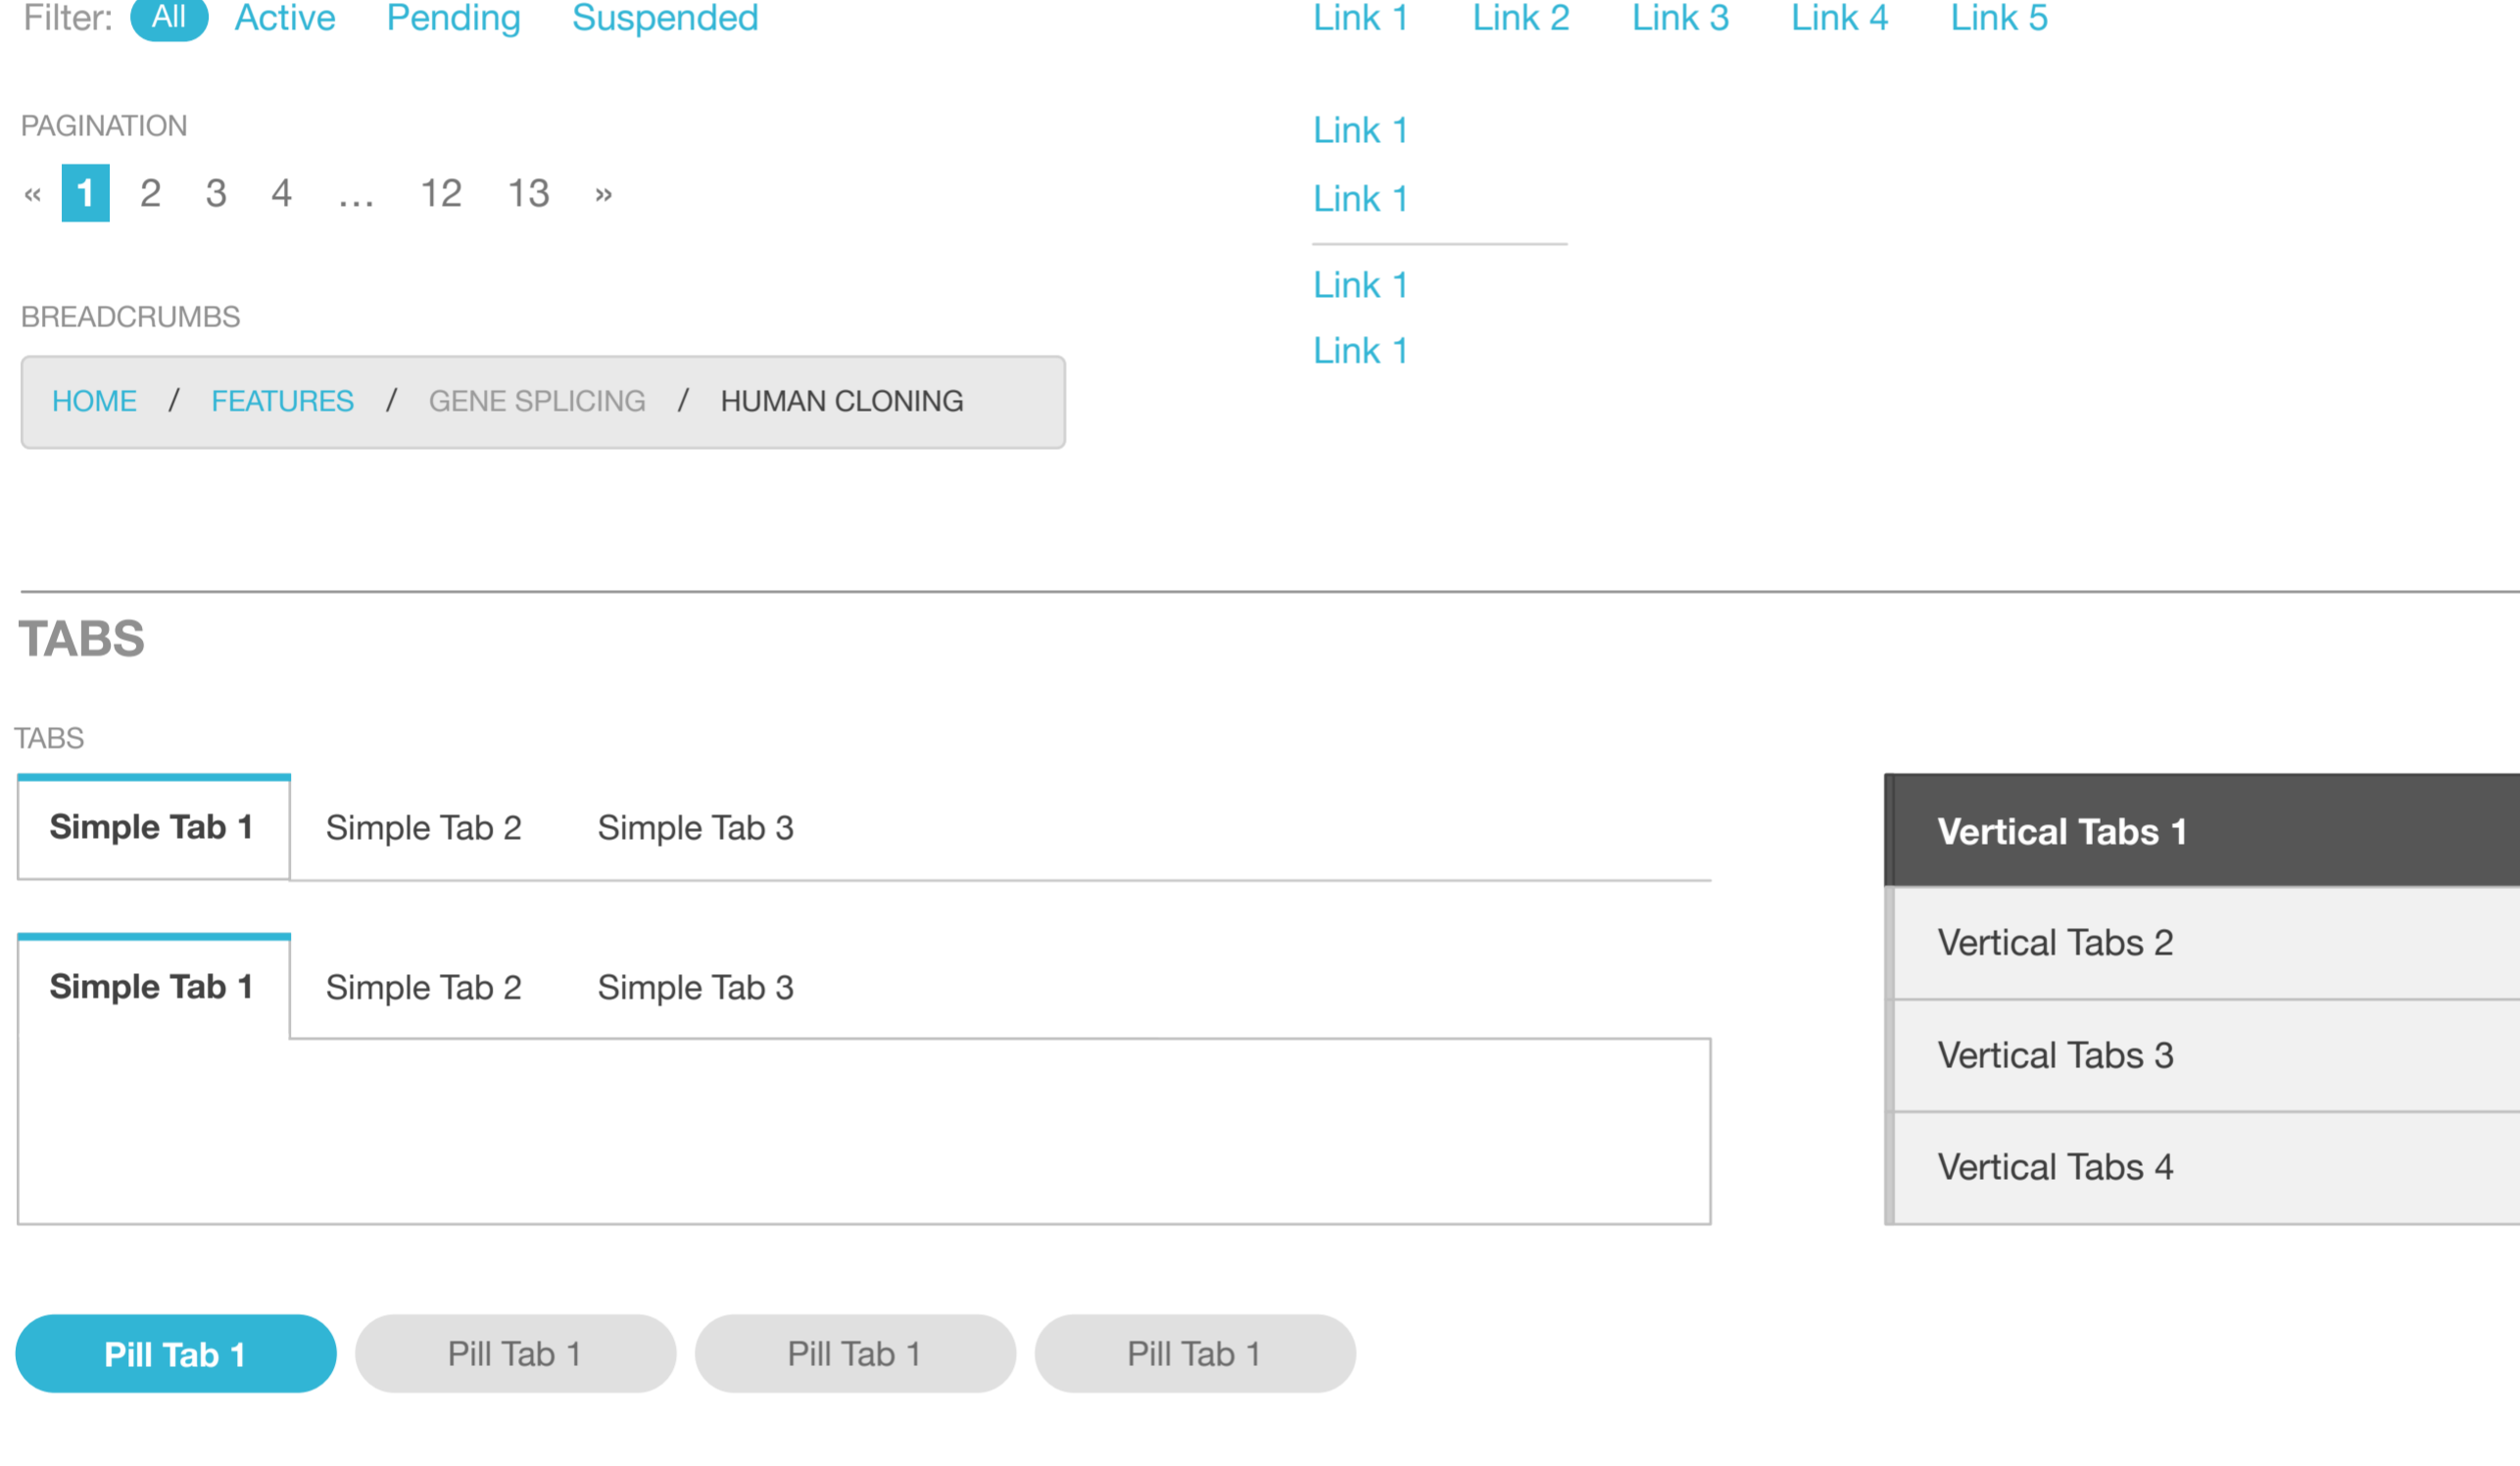 Filter: All Active Pending Suspended
Link 1 Link 2 Link 3 Link 4 Link 5
PAGINATION
« 1 2 3 4 ... 12 13 »
BREADCRUMBS
HOME / FEATURES / GENE SPLICING / HUMAN CLONING
Link 1
Link 1
Link 1
Link 1
TABS
TABS
Simple Tab 1 Simple Tab 2 Simple Tab 3
Simple Tab 1 Simple Tab 2 Simple Tab 3
Vertical Tabs 1
Vertical Tabs 2
Vertical Tabs 3
Vertical Tabs 4
Pill Tab 1 Pill Tab 1 Pill Tab 1 Pill Tab 1